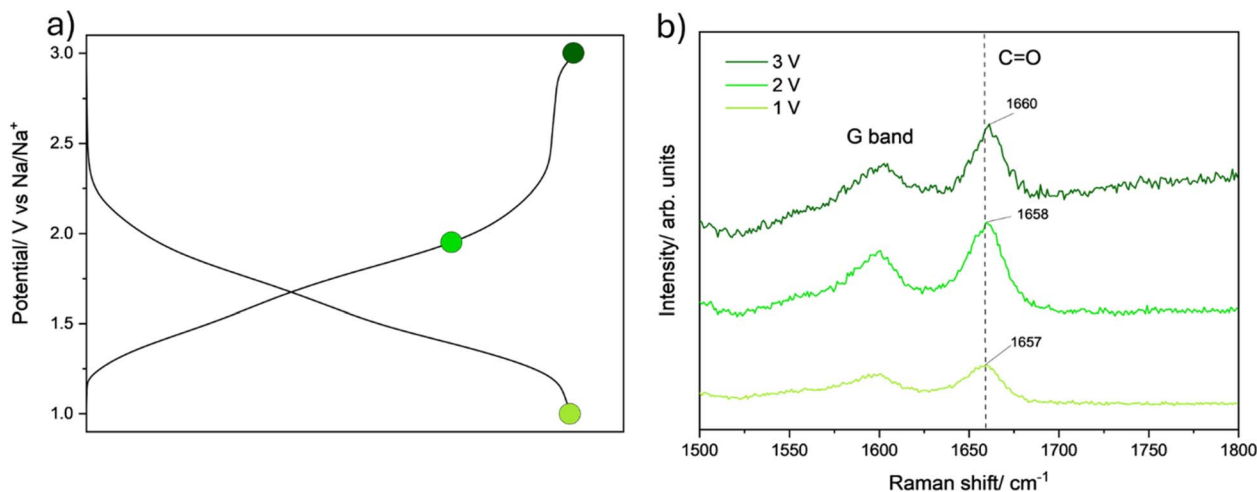 a)
Potential/ V vs Na/Na⁺
3.0
2.5
2.0
1.5
1.0
b)
Intensity/ arb. units
3 V
2 V
1 V
G band
C=O
1660
1658
1657
1500 1550 1600 1650 1700 1750 1800
Raman shift/ cm⁻¹